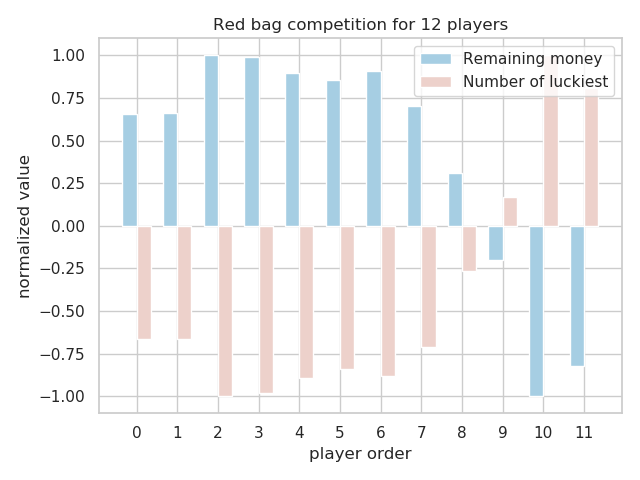 Red bag competition for 12 players
Remaining money
Number of luckiest
normalized value
1.00
0.75
0.50
0.25
0.00
−0.25
−0.50
−0.75
−1.00
0 1 2 3 4 5 6 7 8 9 10 11
player order